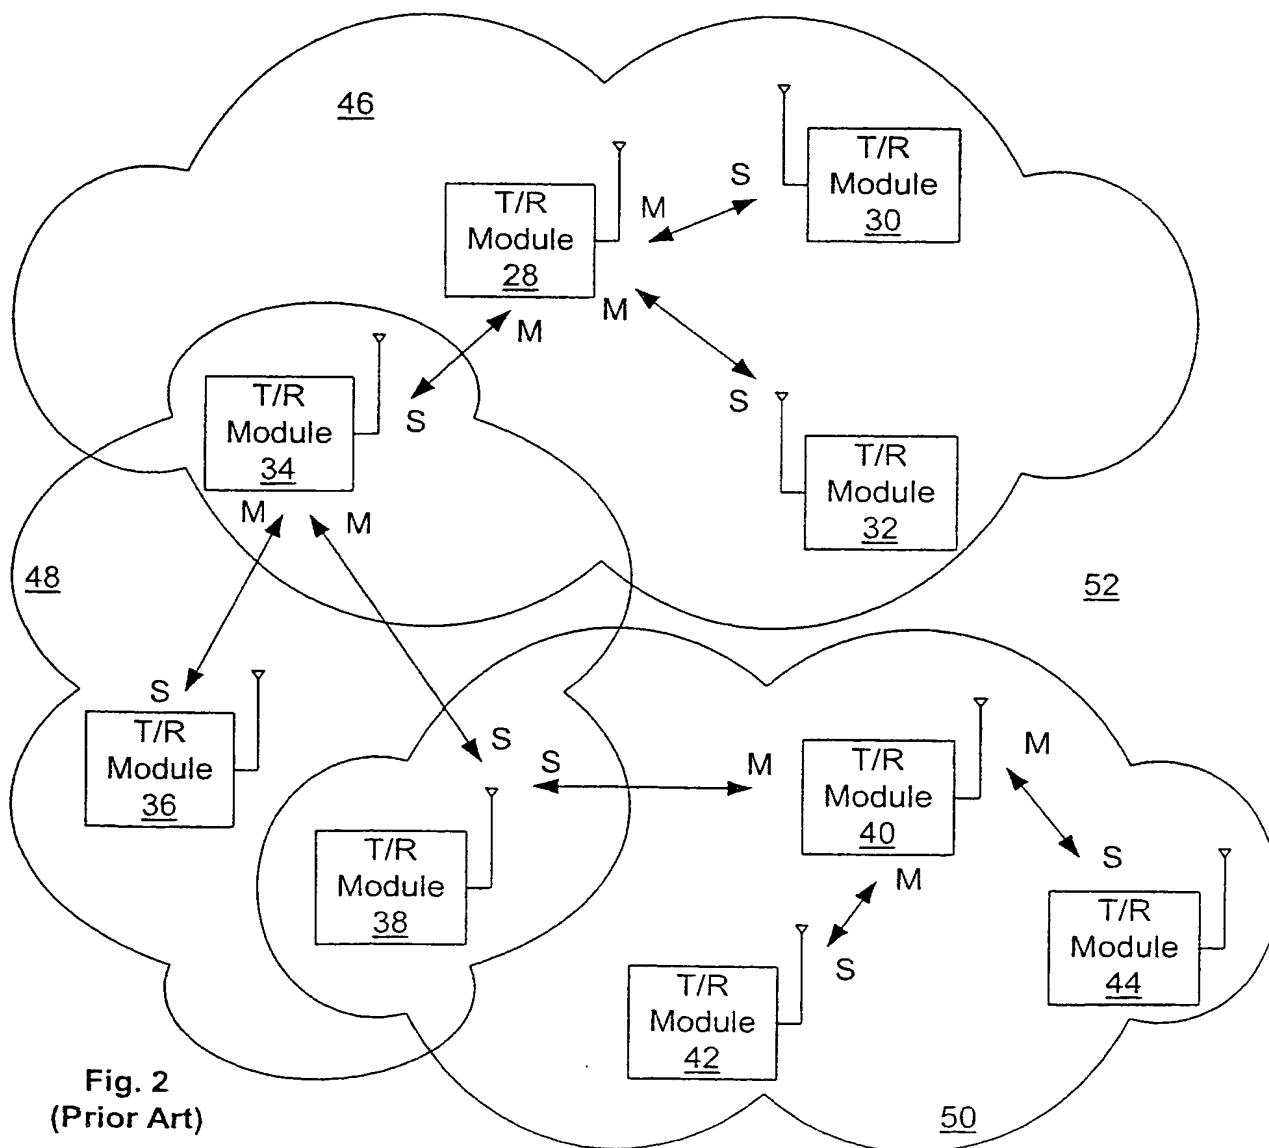 46
T/R
Module
28
M
S
T/R
Module
30
M
M
S
T/R
Module
32
S
T/R
Module
34
M
M
48
52
S
T/R
Module
36
S
S
M
T/R
Module
38
T/R
Module
40
M
M
S
T/R
Module
44
S
T/R
Module
42
50
Fig. 2
(Prior Art)